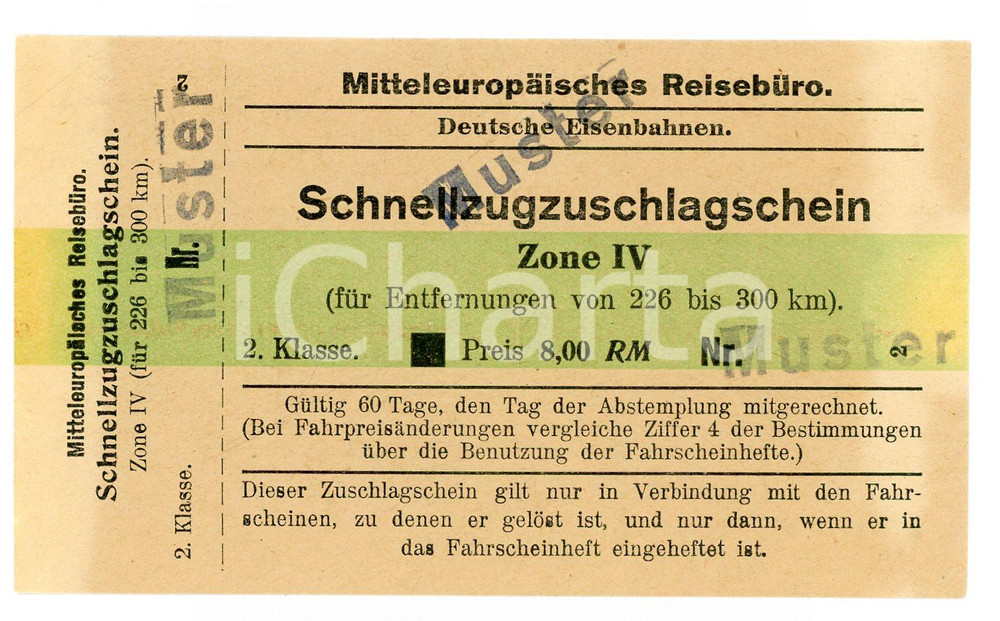 Mitteleuropäisches Reisebüro.
Schnellzugzuschlagschein.
Zone IV (für 226 bis 300 km).
2. Klasse.
Nr.
2
Muster
Mitteleuropäisches Reisebüro.
Deutsche Eisenbahnen.
Muster
Schnellzugzuschlagschein
Zone IV
(für Entfernungen von 226 bis 300 km).
2. Klasse. Preis 8,00 RM Nr. 2
Muster
Gültig 60 Tage, den Tag der Abstemplung mitgerechnet.
(Bei Fahrpreisänderungen vergleiche Ziffer 4 der Bestimmungen
über die Benutzung der Fahrscheinhefte.)
Dieser Zuschlagschein gilt nur in Verbindung mit den Fahr-
scheinen, zu denen er gelöst ist, und nur dann, wenn er in
das Fahrscheinheft eingeheftet ist.
iCharta